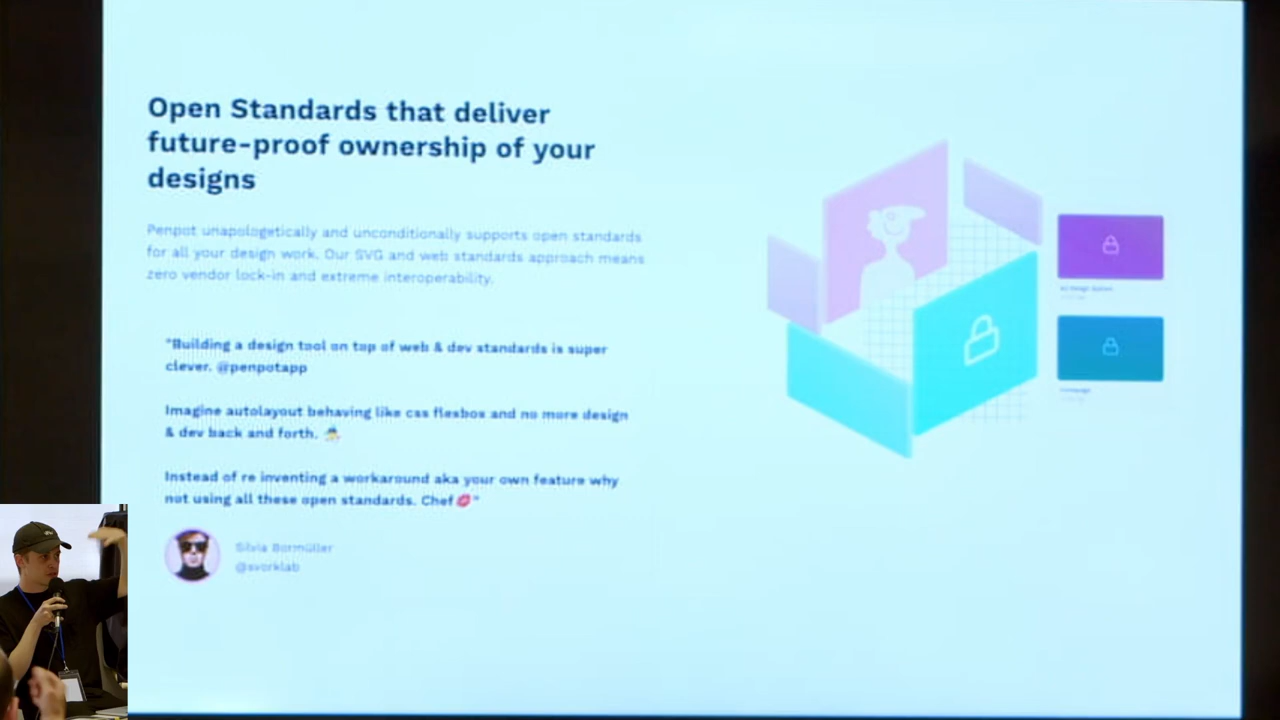 Open Standards that deliver
future-proof ownership of your
designs
Penpot unapologetically and unconditionally supports open standards
for all your design work. Our SVG and web standards approach means
zero vendor lock-in and extreme interoperability.
"Building a design tool on top of web & dev standards is super
clever. @penpotapp
Imagine autolayout behaving like css flexbox and no more design
& dev back and forth. 
Instead of re inventing a workaround aka your own feature why
not using all these open standards. Chef💋"
Silvia Bormüller
@svorklab